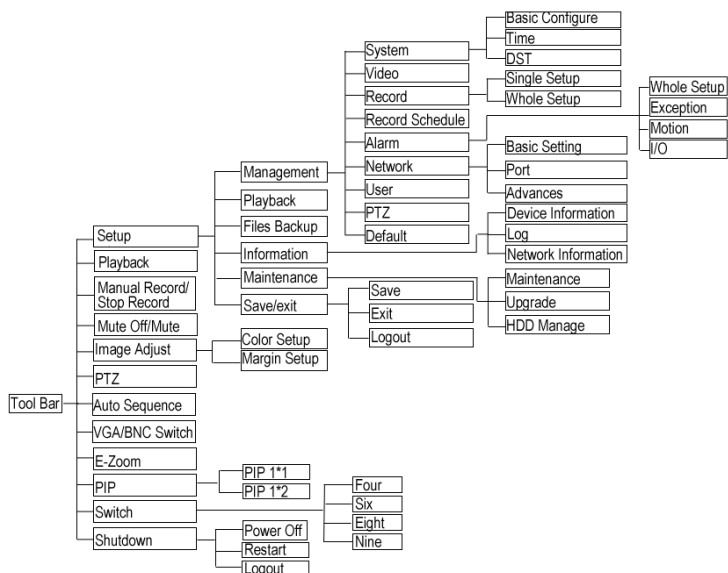 Tool Bar
Setup
Playback
Manual Record/
Stop Record
Mute Off/Mute
Image Adjust
PTZ
Auto Sequence
VGA/BNC Switch
E-Zoom
PIP
Switch
Shutdown
Management
Playback
Files Backup
Information
Maintenance
Save/exit
Color Setup
Margin Setup
PIP 1*1
PIP 1*2
Power Off
Restart
Logout
System
Video
Record
Record Schedule
Alarm
Network
User
PTZ
Default
Save
Exit
Logout
Four
Six
Eight
Nine
Basic Configure
Time
DST
Single Setup
Whole Setup
Basic Setting
Port
Advances
Device Information
Log
Network Information
Maintenance
Upgrade
HDD Manage
Whole Setup
Exception
Motion
I/O